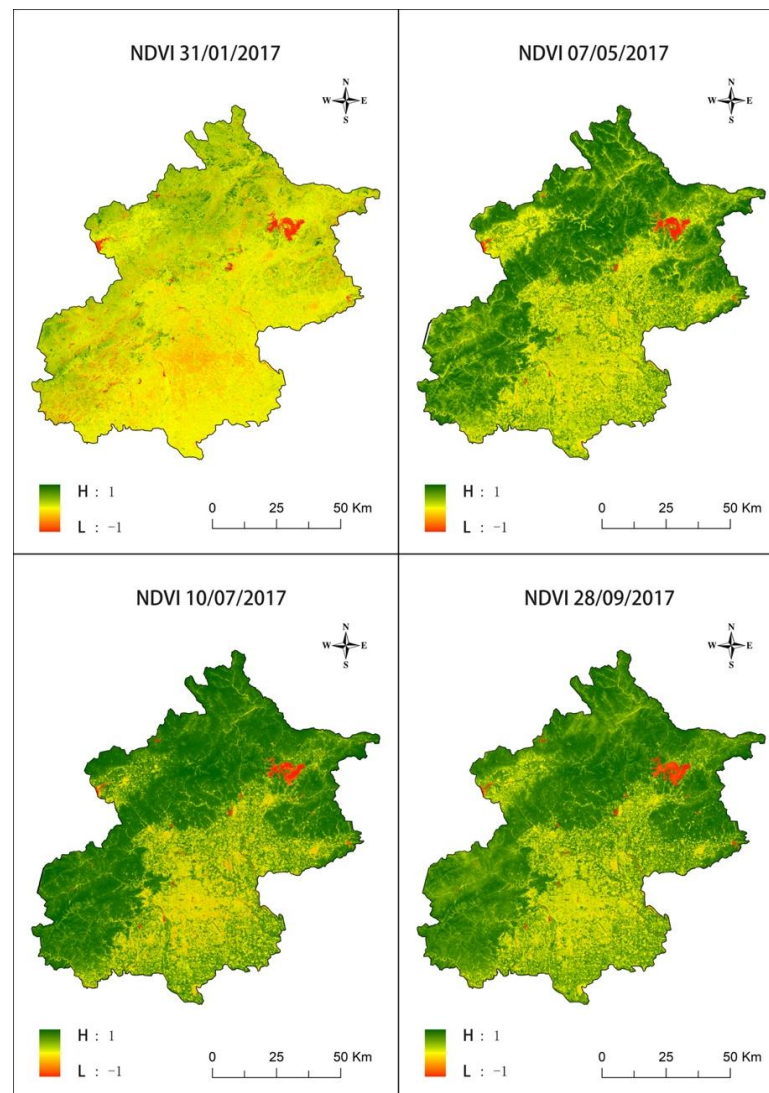 NDVI 31/01/2017
N
W E
S
H : 1
L : -1
0 25 50 Km
NDVI 07/05/2017
N
W E
S
H : 1
L : -1
0 25 50 Km
NDVI 10/07/2017
N
W E
S
H : 1
L : -1
0 25 50 Km
NDVI 28/09/2017
N
W E
S
H : 1
L : -1
0 25 50 Km